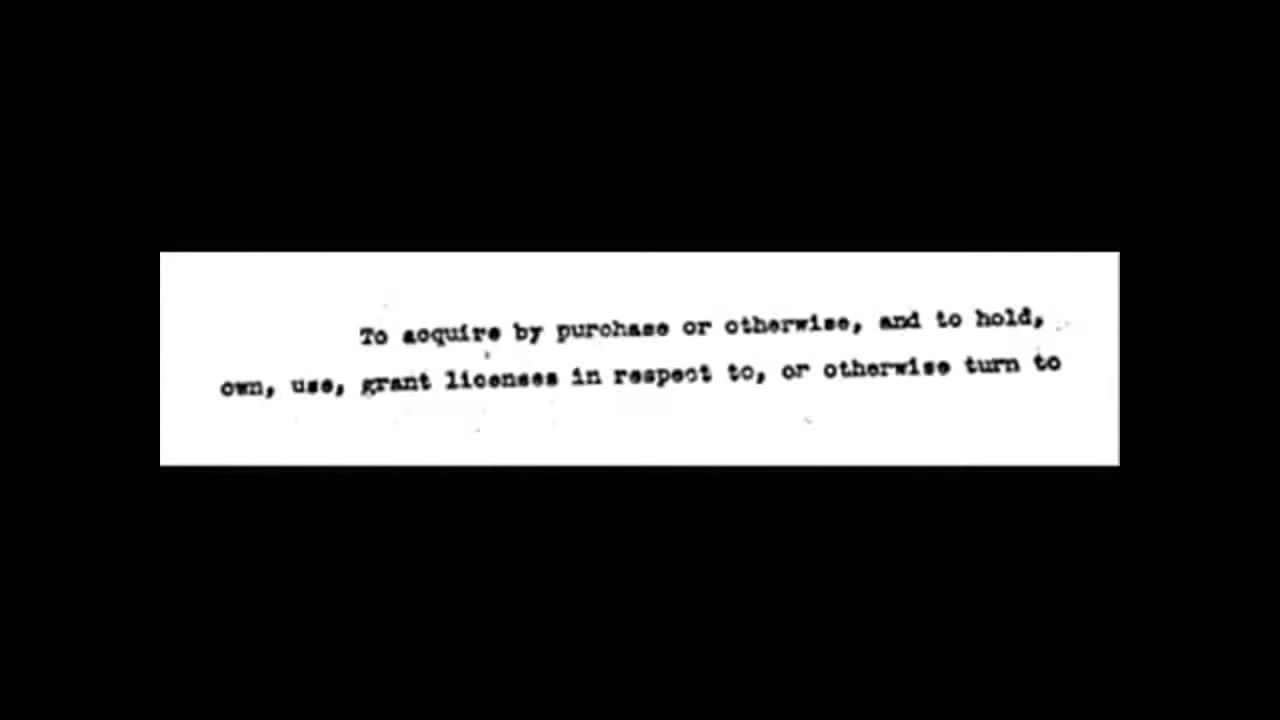 To acquire by purchase or otherwise, and to hold,
own, use, grant licenses in respect to, or otherwise turn to